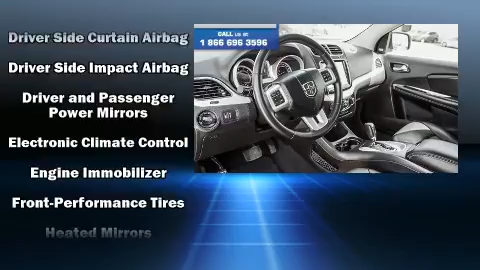 Driver Side Curtain Airbag
CALL us at
1 866 696 3596
Driver Side Impact Airbag
Driver and Passenger
Power Mirrors
Electronic Climate Control
Engine Immobilizer
Front-Performance Tires
Heated Mirrors